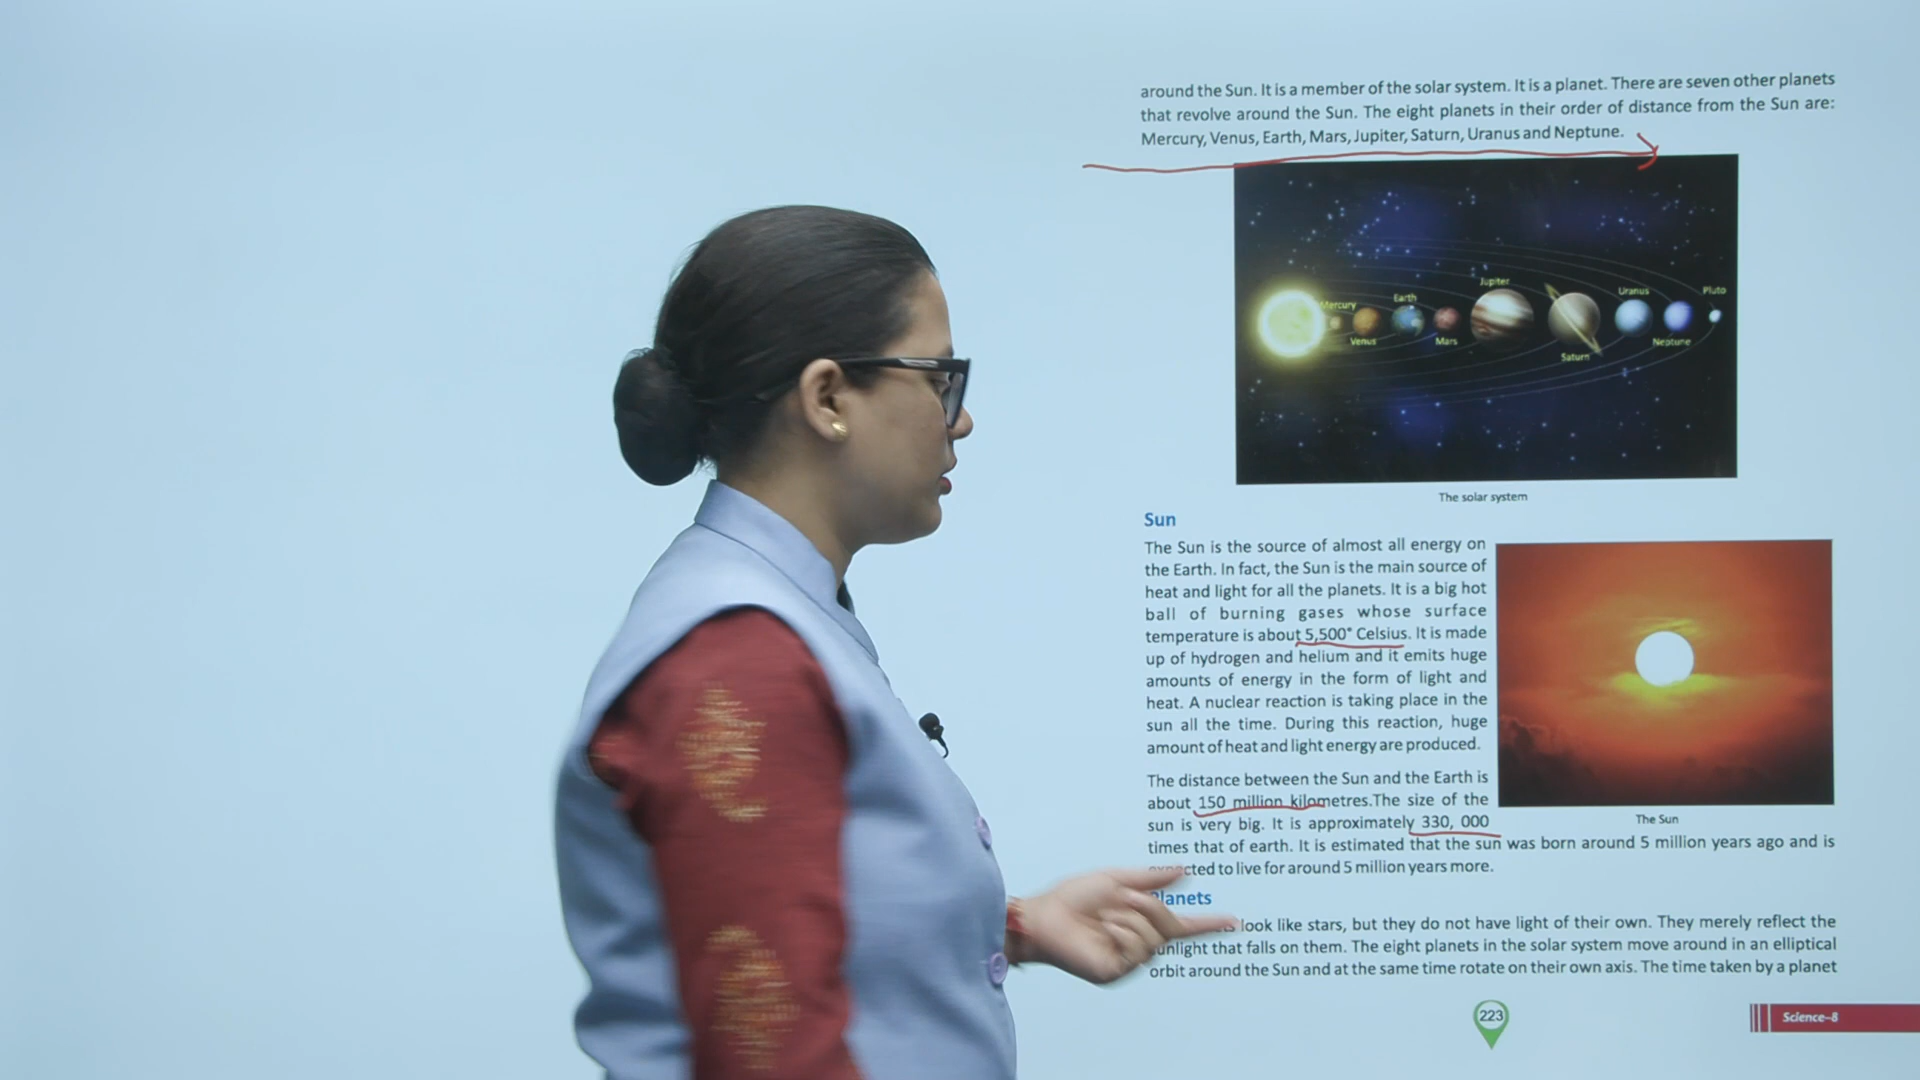 around the Sun. It is a member of the solar system. It is a planet. There are seven other planets
that revolve around the Sun. The eight planets in their order of distance from the Sun are:
Mercury, Venus, Earth, Mars, Jupiter, Saturn, Uranus and Neptune.
Mercury
Venus
Earth
Mars
Jupiter
Saturn
Uranus
Neptune
Pluto
The solar system
Sun
The Sun is the source of almost all energy on
the Earth. In fact, the Sun is the main source of
heat and light for all the planets. It is a big hot
ball of burning gases whose surface
temperature is about 5,500° Celsius. It is made
up of hydrogen and helium and it emits huge
amounts of energy in the form of light and
heat. A nuclear reaction is taking place in the
sun all the time. During this reaction, huge
amount of heat and light energy are produced.
The distance between the Sun and the Earth is
about 150 million kilometres.The size of the
sun is very big. It is approximately 330, 000
The Sun
times that of earth. It is estimated that the sun was born around 5 million years ago and is
to live for around 5 million years more.
Planets
look like stars, but they do not have light of their own. They merely reflect the
sunlight that falls on them. The eight planets in the solar system move around in an elliptical
orbit around the Sun and at the same time rotate on their own axis. The time taken by a planet
223
Science–8